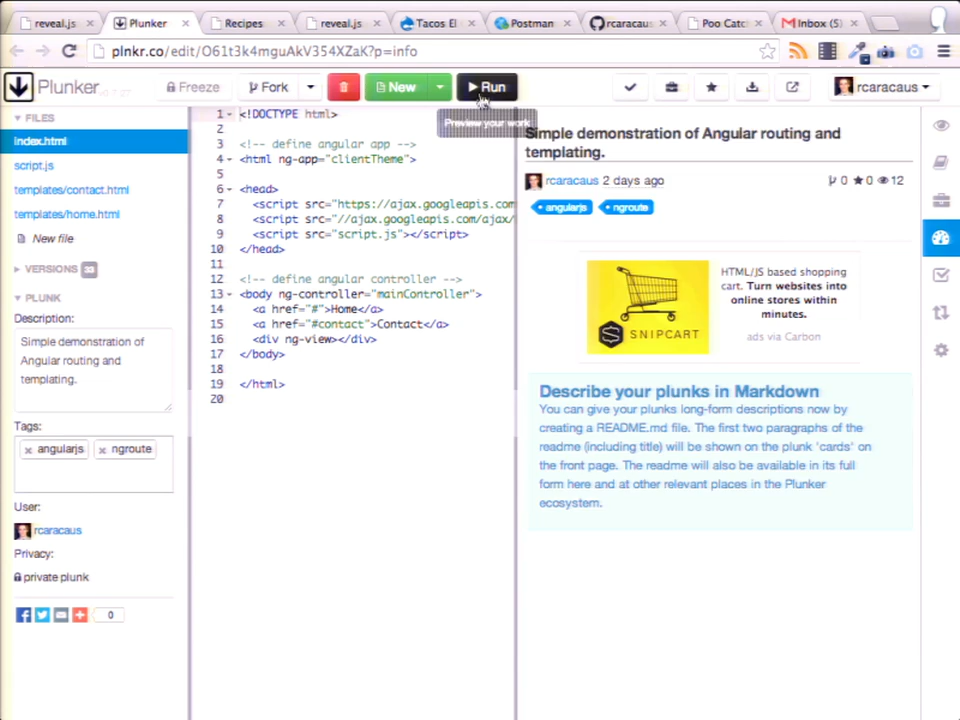 reveal.js
Plunker
Recipes
reveal.js
Tacos El
Postman
rcaracaus
Poo Catc
Inbox (5)
plnkr.co/edit/O61t3k4mguAkV354XZaK?p=info
Plunker
Freeze
Fork
New
Run
rcaracaus
Preview your work
FILES
index.html
script.js
templates/contact.html
templates/home.html
New file
VERSIONS 33
PLUNK
Description:
Simple demonstration of
Angular routing and
templating.
Tags:
× angularjs × ngroute
User:
rcaracaus
Privacy:
private plunk
0
1 <!DOCTYPE html>
2
3 <!-- define angular app -->
4 <html ng-app="clientTheme">
5
6 <head>
7 <script src="https://ajax.googleapis.com
8 <script src="//ajax.googleapis.com/ajax/
9 <script src="script.js"></script>
10 </head>
11
12 <!-- define angular controller -->
13 <body ng-controller="mainController">
14 <a href="#">Home</a>
15 <a href="#contact">Contact</a>
16 <div ng-view></div>
17 </body>
18
19 </html>
20
Simple demonstration of Angular routing and
templating.
rcaracaus 2 days ago
0 0 12
angularjs ngroute
SNIPCART
HTML/JS based shopping
cart. Turn websites into
online stores within
minutes.
ads via Carbon
Describe your plunks in Markdown
You can give your plunks long-form descriptions now by
creating a README.md file. The first two paragraphs of the
readme (including title) will be shown on the plunk 'cards' on
the front page. The readme will also be available in its full
form here and at other relevant places in the Plunker
ecosystem.